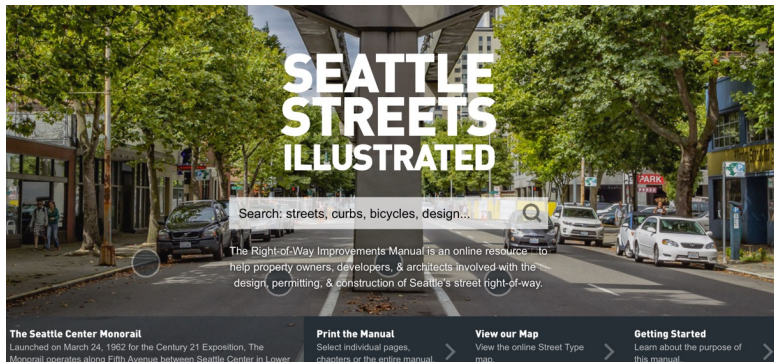 SEATTLE
STREETS
ILLUSTRATED
PARK
Search: streets, curbs, bicycles, design...
The Right-of-Way Improvements Manual is an online resource to
help property owners, developers, & architects involved with the
design, permitting, & construction of Seattle's street right-of-way.
The Seattle Center Monorail
Launched on March 24, 1962 for the Century 21 Exposition, The
Monorail operates along Fifth Avenue between Seattle Center in Lower
Print the Manual
Select individual pages,
chapters or the entire manual.
View our Map
View the online Street Type
map.
Getting Started
Learn about the purpose of
this manual.